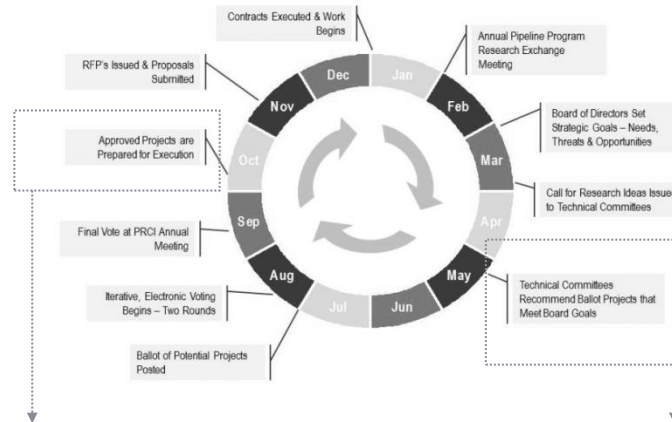 Contracts Executed & Work
Begins
Annual Pipeline Program
Research Exchange
Meeting
RFP's Issued & Proposals
Submitted
Dec
Jan
Nov
Feb
Board of Directors Set
Strategic Goals – Needs,
Threats & Opportunities
Approved Projects are
Prepared for Execution
Oct
Mar
Call for Research Ideas Issued
to Technical Committees
Final Vote at PRCI Annual
Meeting
Sep
Apr
Aug
May
Technical Committees
Recommend Ballot Projects that
Meet Board Goals
Iterative, Electronic Voting
Begins – Two Rounds
Jul
Jun
Ballot of Potential Projects
Posted